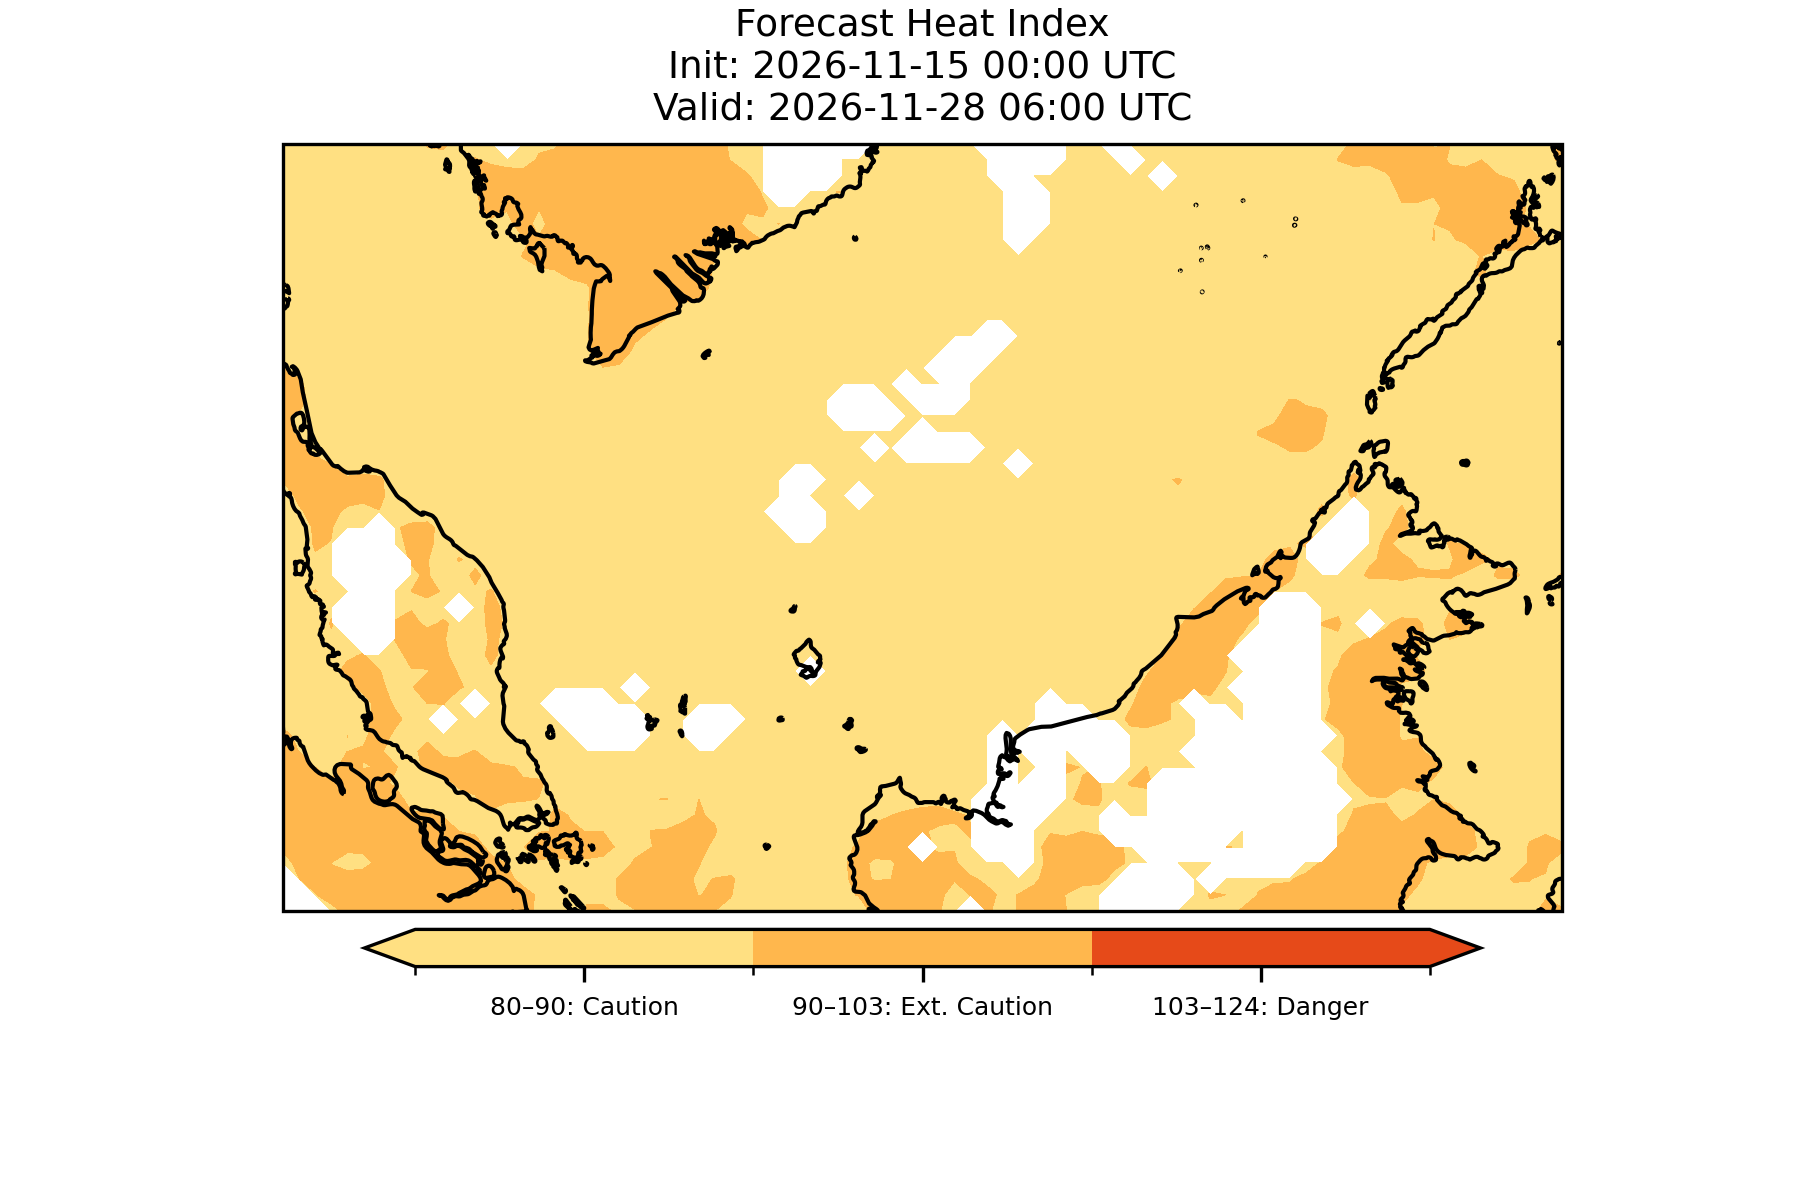 Forecast Heat Index
Init: 2026-11-15 00:00 UTC
Valid: 2026-11-28 06:00 UTC
80–90: Caution
90–103: Ext. Caution
103–124: Danger